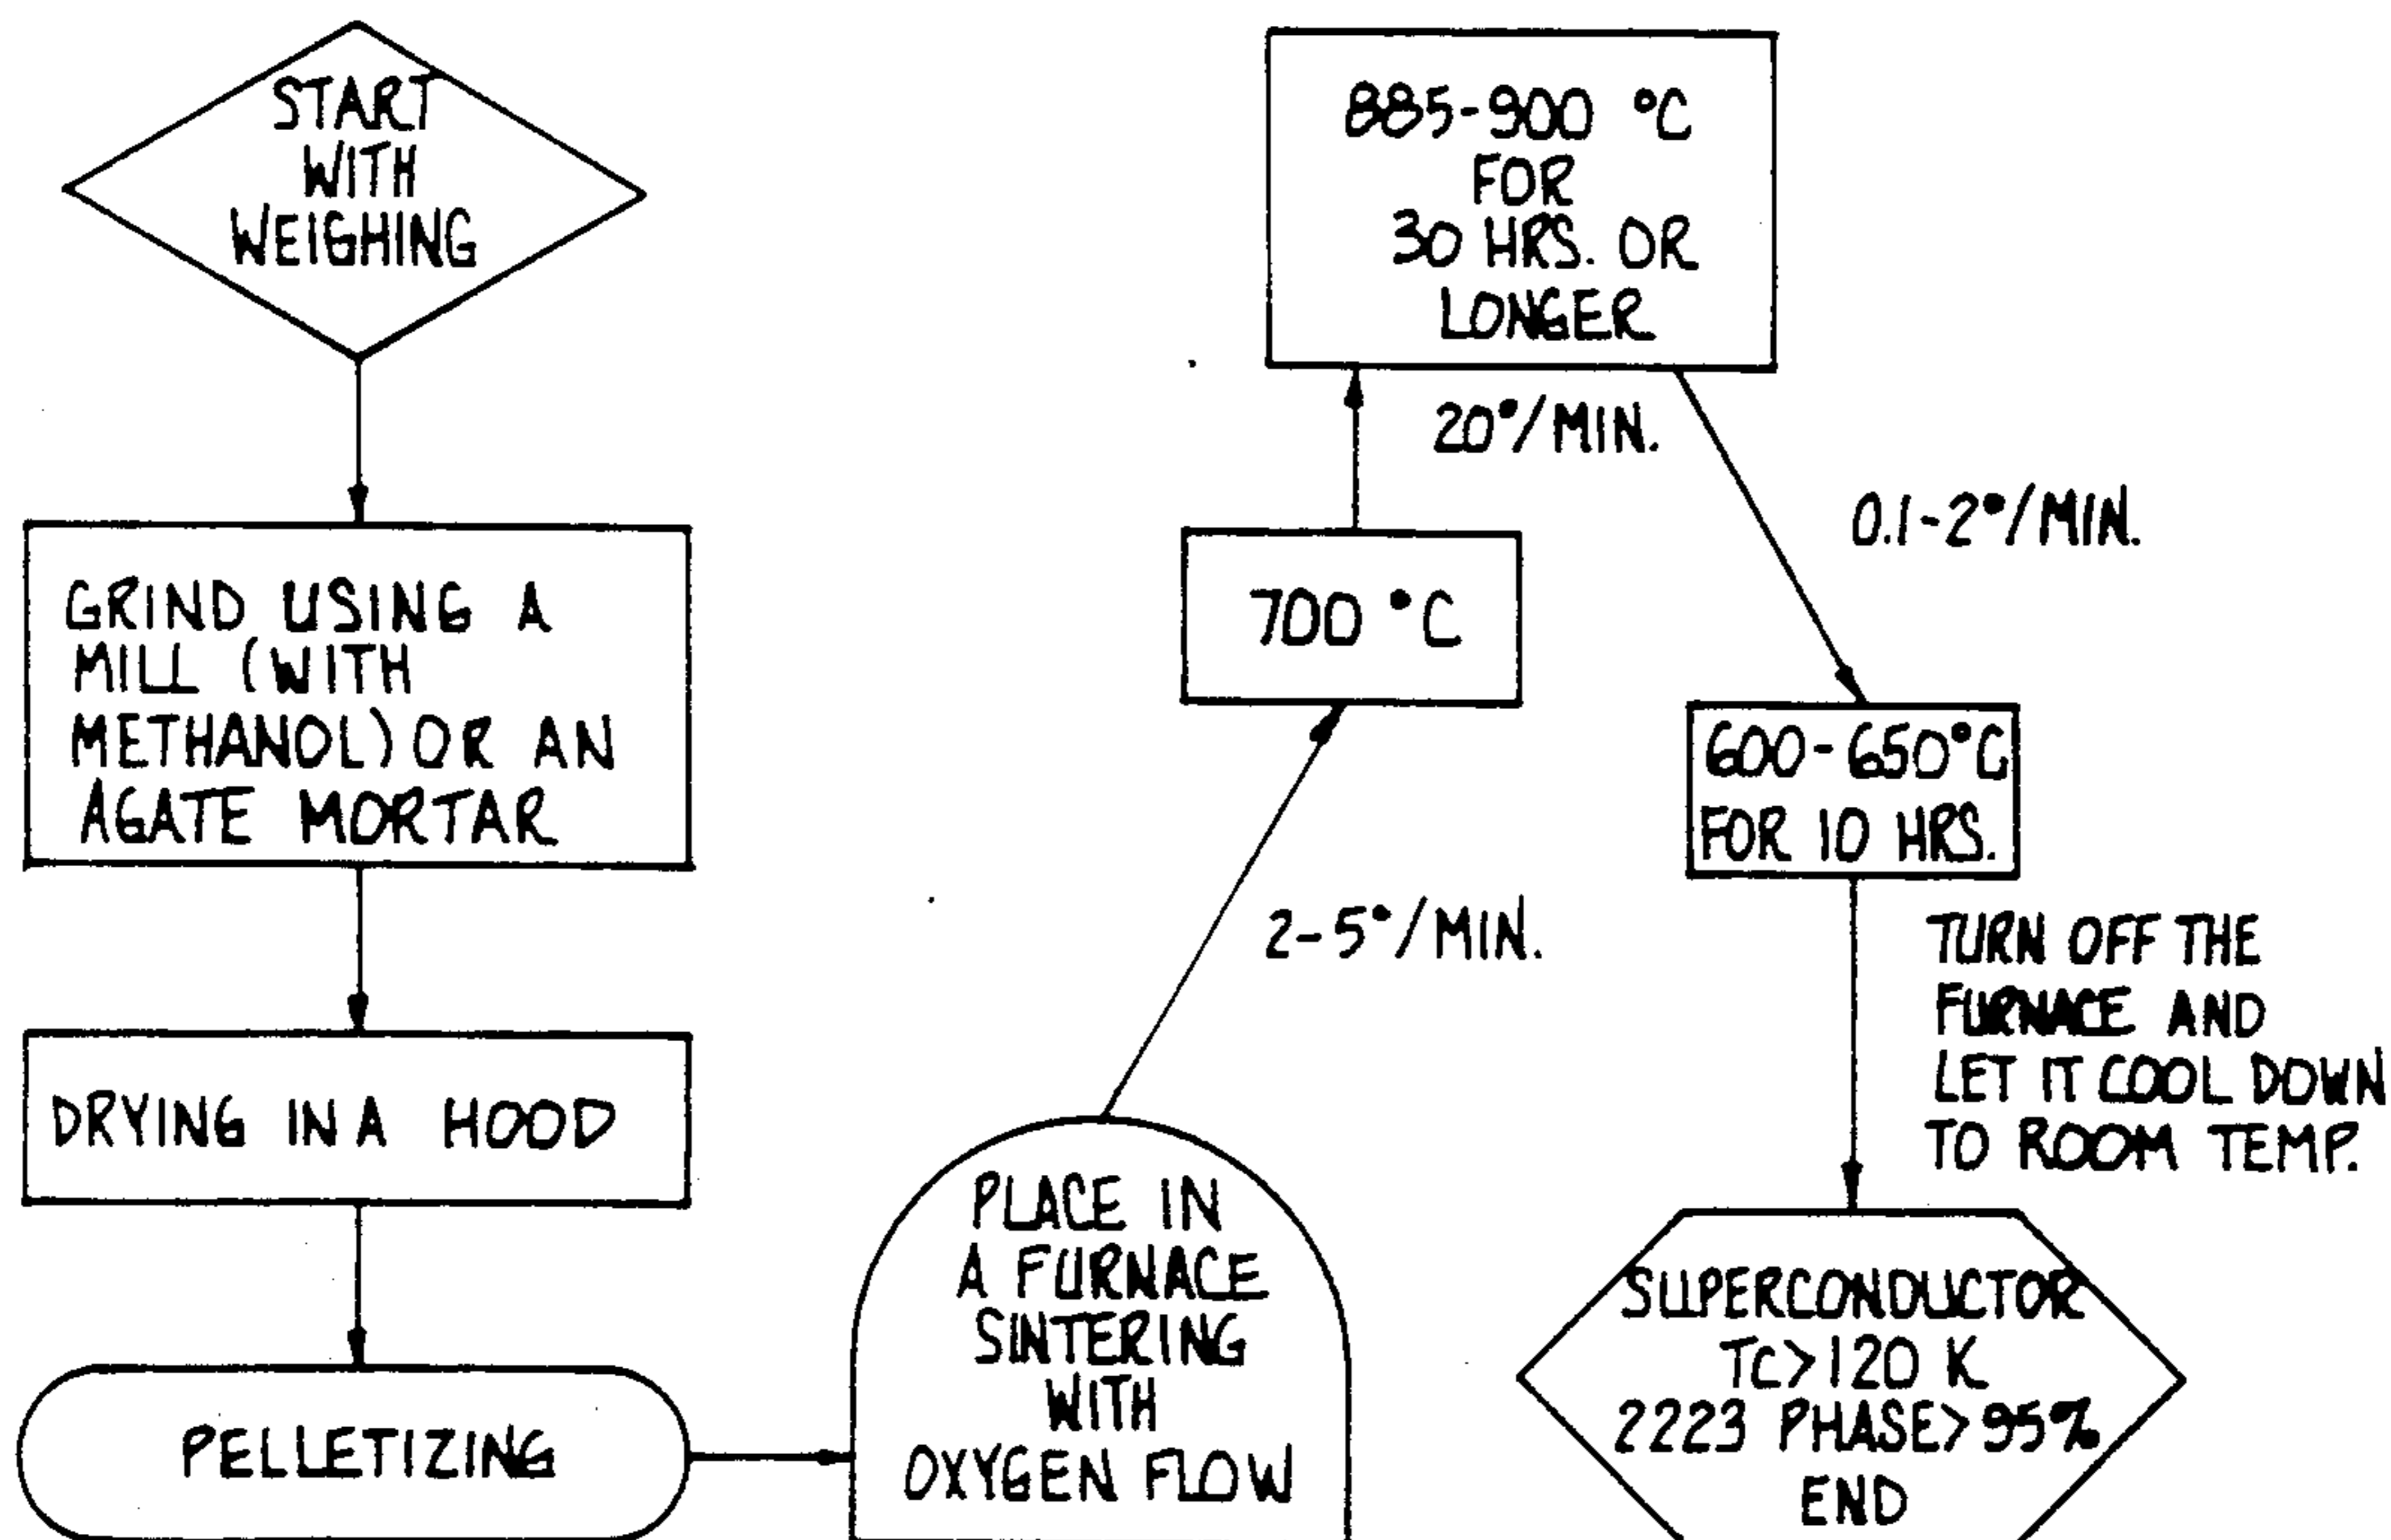 START
WITH
WEIGHING
GRIND USING A
MILL (WITH
METHANOL) OR AN
AGATE MORTAR
DRYING IN A HOOD
PELLETIZING
PLACE IN
A FURNACE
SINTERING
WITH
OXYGEN FLOW
2-5°/MIN.
700 °C
20°/MIN.
885-900 °C
FOR
30 HRS. OR
LONGER
0.1-2°/MIN.
600-650°C
FOR 10 HRS.
TURN OFF THE
FURNACE AND
LET IT COOL DOWN
TO ROOM TEMP.
SUPERCONDUCTOR
TC>120 K
2223 PHASE>95%
END